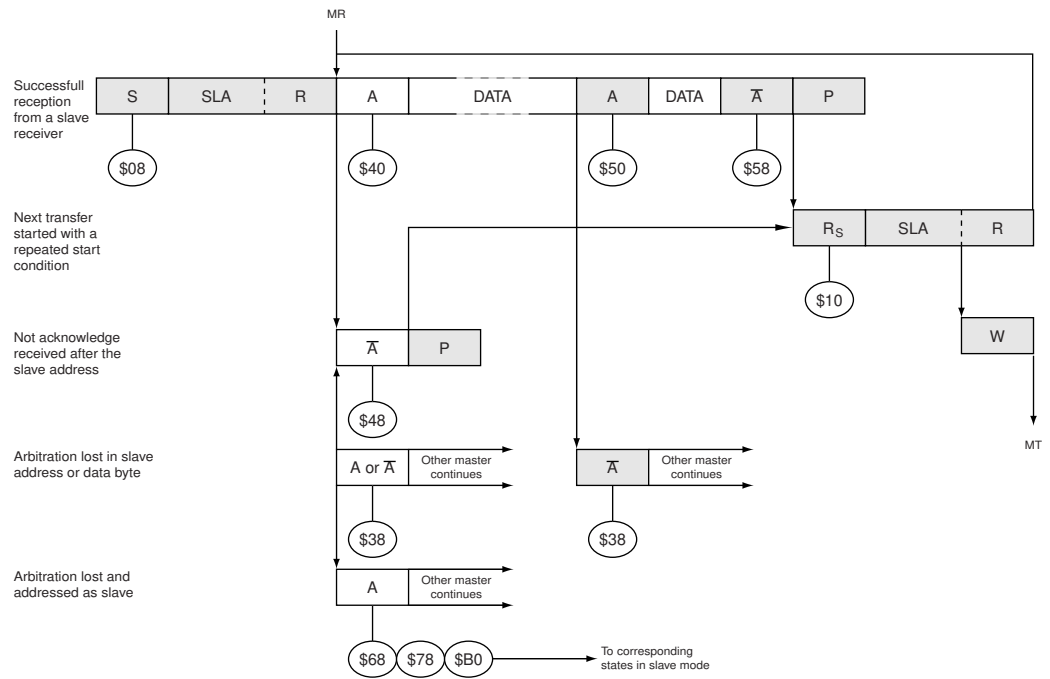 MR
Successfull
reception
from a slave
receiver
S SLA R A DATA A DATA A̅ P
$08 $40 $50 $58
Next transfer
started with a
repeated start
condition
RS SLA R
$10
Not acknowledge
received after the
slave address
A̅ P
W
$48
MT
Arbitration lost in slave
address or data byte
A or A̅ Other master
continues
A̅ Other master
continues
$38 $38
Arbitration lost and
addressed as slave
A Other master
continues
$68 $78 $B0 To corresponding
states in slave mode